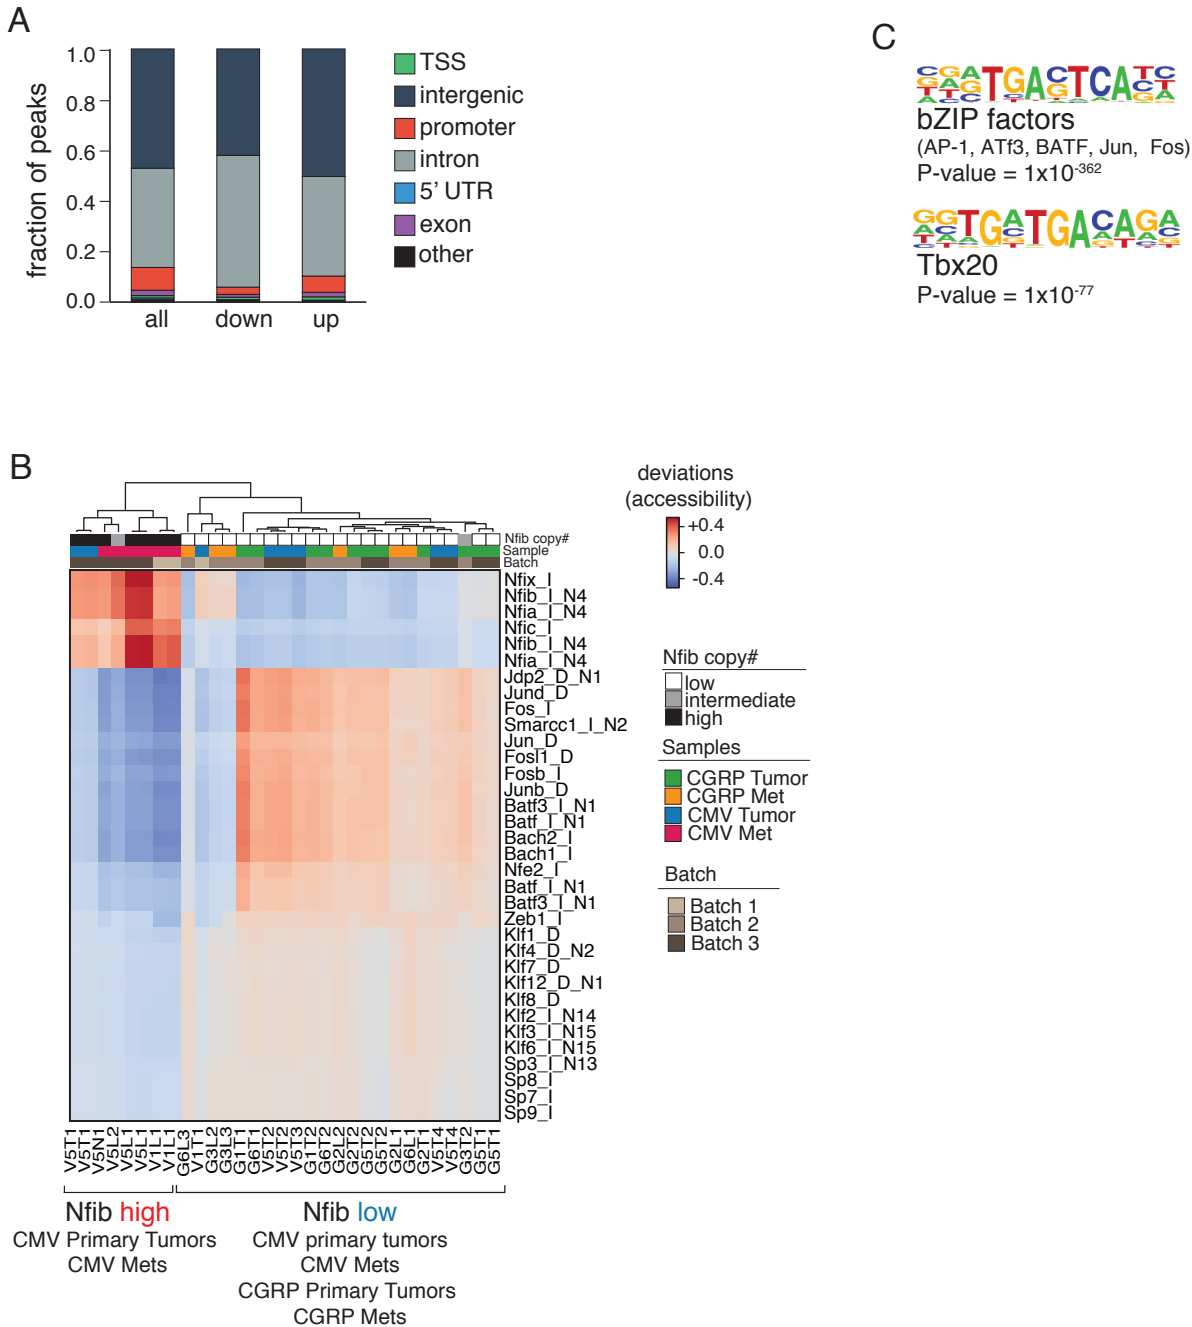 A
1.0
0.8
0.6
0.4
0.2
0.0
fraction of peaks
all
down
up
TSS
intergenic
promoter
intron
5' UTR
exon
other
C
bZIP factors
(AP-1, ATf3, BATF, Jun, Fos)
P-value = 1x10-362
Tbx20
P-value = 1x10-77
B
deviations
(accessibility)
+0.4
0.0
-0.4
Nfib copy#
Sample
Batch
Nfix_I
Nfib_I_N4
Nfia_I_N4
Nfic_I
Nfib_I_N4
Nfia_I_N4
Jdp2_D_N1
Jund_D
Fos_I
Smarcc1_I_N2
Jun_D
Fosl1_D
Fosb_I
Junb_D
Batf3_I_N1
Batf_I_N1
Bach2_I
Bach1_I
Nfe2_I
Batf_I_N1
Batf3_I_N1
Zeb1_I
Klf1_D
Klf4_D_N2
Klf7_D
Klf12_D_N1
Klf8_D
Klf2_I_N14
Klf3_I_N15
Klf6_I_N15
Sp3_I_N13
Sp8_I
Sp7_I
Sp9_I
Nfib copy#
low
intermediate
high
Samples
CGRP Tumor
CGRP Met
CMV Tumor
CMV Met
Batch
Batch 1
Batch 2
Batch 3
V5T1
V5T1
V5N1
V5L2
V5L1
V5L1
V1L1
V1L1
G6L3
V1T1
G3L2
G3L3
G1T1
G6T1
V5T2
V5T2
V5T3
G1T2
G6T2
G2L2
G2T2
G5T2
G5T2
G2L1
G6L1
G2T1
V5T4
V5T4
G3T2
G5T1
G5T1
Nfib high
CMV Primary Tumors
CMV Mets
Nfib low
CMV primary tumors
CMV Mets
CGRP Primary Tumors
CGRP Mets